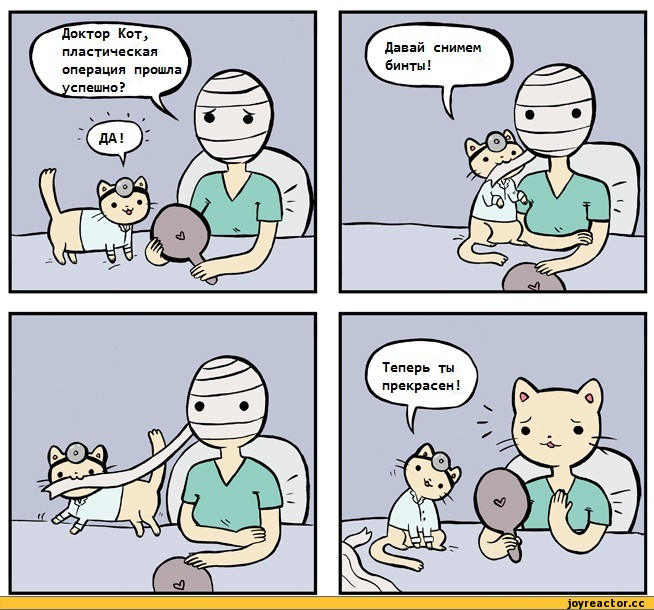 Доктор Кот,
пластическая
операция прошла
успешно?
ДА!
Давай снимем
бинты!
Теперь ты
прекрасен!
joyreactor.cc